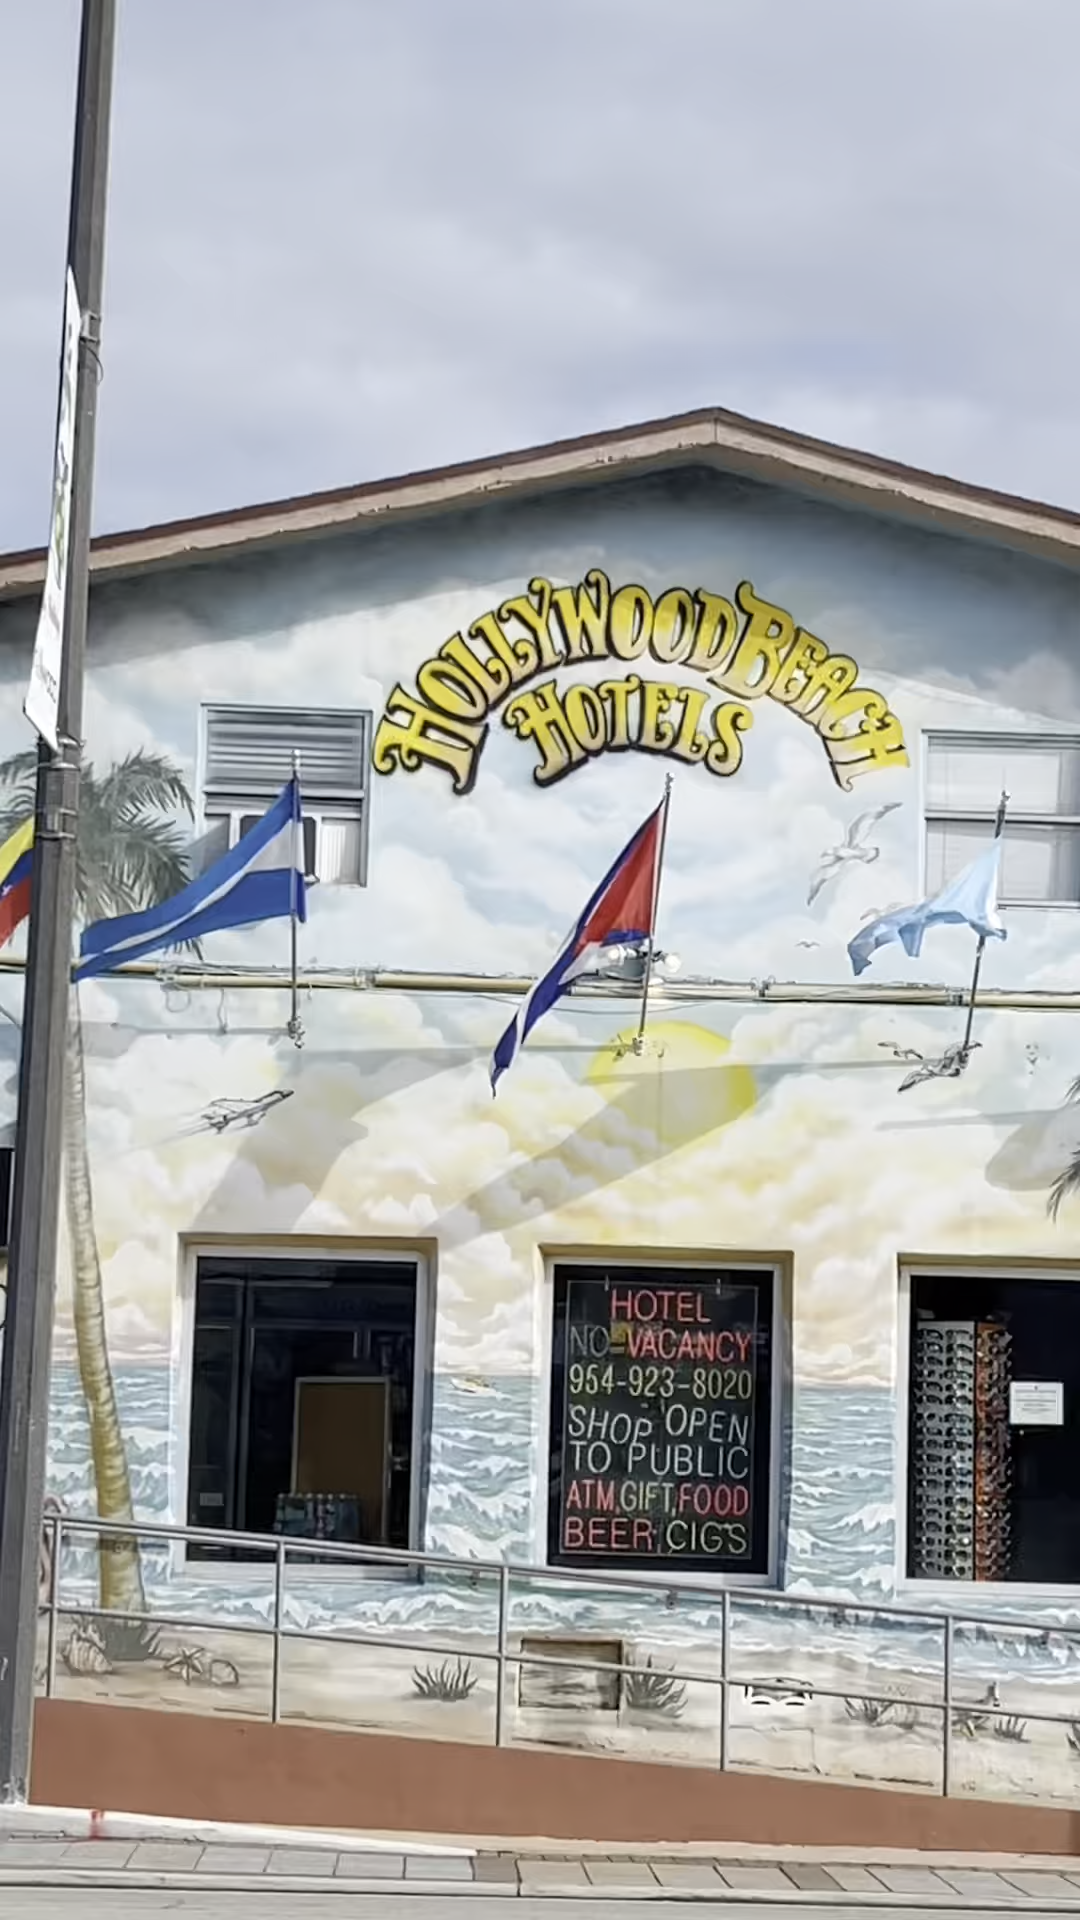 HOLLYWOOD BEACH
HOTELS
HOTEL
NO VACANCY
954-923-8020
SHOP OPEN
TO PUBLIC
ATM, GIFT, FOOD
BEER CIGS